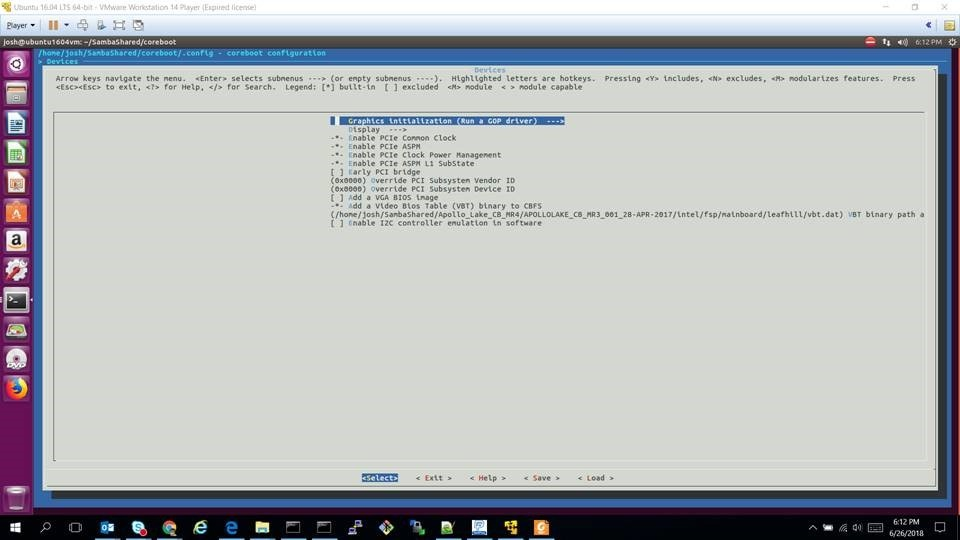 Ubuntu 16.04 LTS 64-bit - VMware Workstation 14 Player (Expired license)
Player
josh@ubuntu1604vm: ~/SambaShared/coreboot
6:12 PM
/home/josh/SambaShared/coreboot/.config - coreboot configuration
> Devices
Devices
Arrow keys navigate the menu. <Enter> selects submenus ---> (or empty submenus ----). Highlighted letters are hotkeys. Pressing <Y> includes, <N> excludes, <M> modularizes features. Press
<Esc><Esc> to exit, <?> for Help, </> for Search. Legend: [*] built-in [ ] excluded <M> module < > module capable
Graphics initialization (Run a GOP driver) --->
Display --->
-*- Enable PCIe Common Clock
-*- Enable PCIe ASPM
-*- Enable PCIe Clock Power Management
-*- Enable PCIe ASPM L1 SubState
[ ] Early PCI bridge
(0x0000) Override PCI Subsystem Vendor ID
(0x0000) Override PCI Subsystem Device ID
[ ] Add a VGA BIOS image
-*- Add a Video Bios Table (VBT) binary to CBFS
(/home/josh/SambaShared/Apollo_Lake_CB_MR4/APOLLOLAKE_CB_MR3_001_28-APR-2017/intel/fsp/mainboard/leafhill/vbt.dat) VBT binary path a
[ ] Enable I2C controller emulation in software
<Select> < Exit > < Help > < Save > < Load >
6:12 PM
6/26/2018